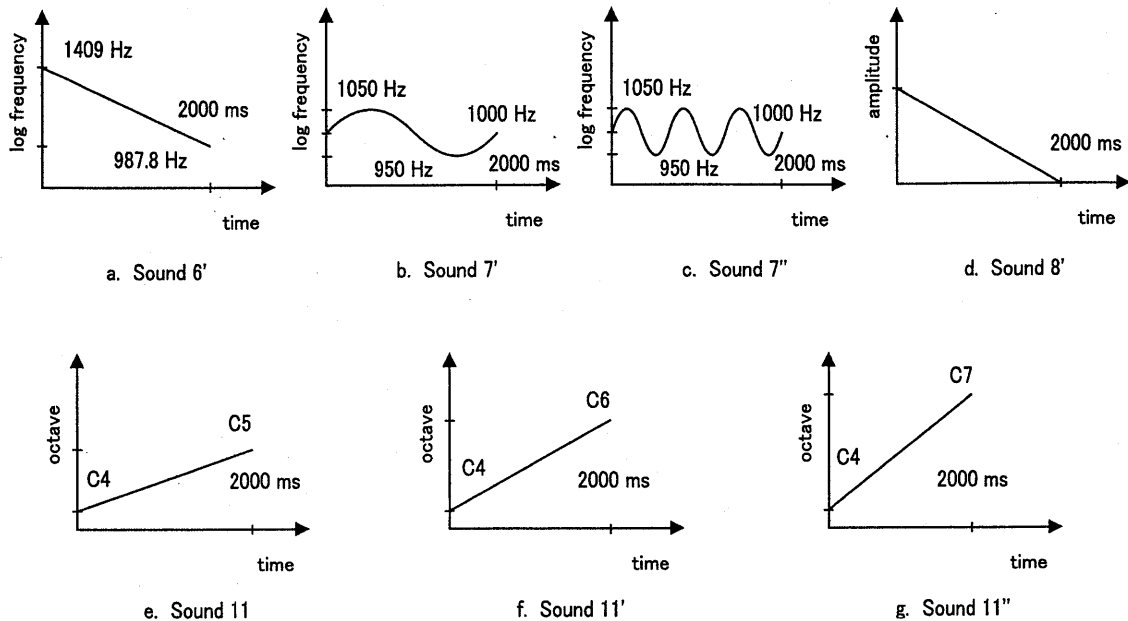 log frequency
1409 Hz
2000 ms
987.8 Hz
time
a. Sound 6'
log frequency
1050 Hz
1000 Hz
950 Hz
2000 ms
time
b. Sound 7'
log frequency
1050 Hz
1000 Hz
950 Hz
2000 ms
time
c. Sound 7"
amplitude
2000 ms
time
d. Sound 8'
octave
C5
C4
2000 ms
time
e. Sound 11
octave
C6
C4
2000 ms
time
f. Sound 11'
octave
C7
C4
2000 ms
time
g. Sound 11"